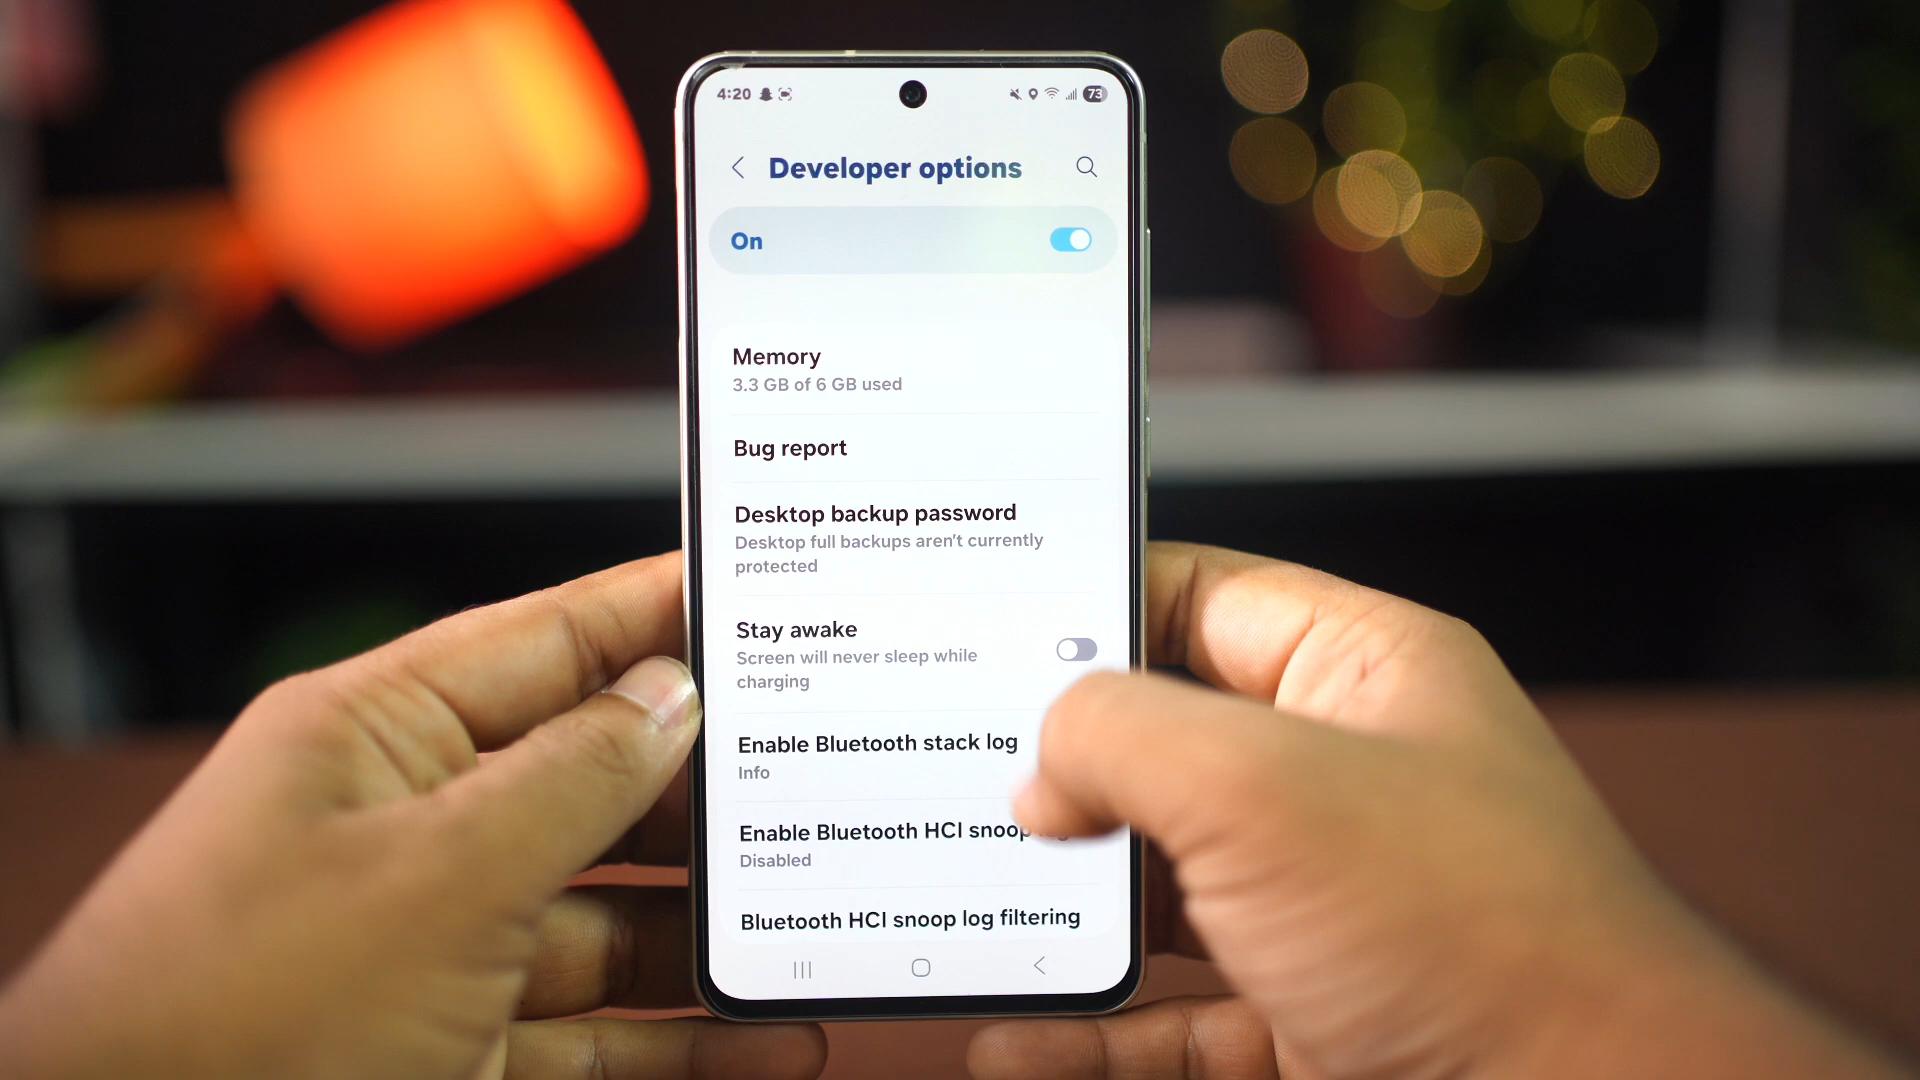 4:20
73
Developer options
On
Memory
3.3 GB of 6 GB used
Bug report
Desktop backup password
Desktop full backups aren't currently
protected
Stay awake
Screen will never sleep while
charging
Enable Bluetooth stack log
Info
Enable Bluetooth HCI snoop
Disabled
Bluetooth HCI snoop log filtering